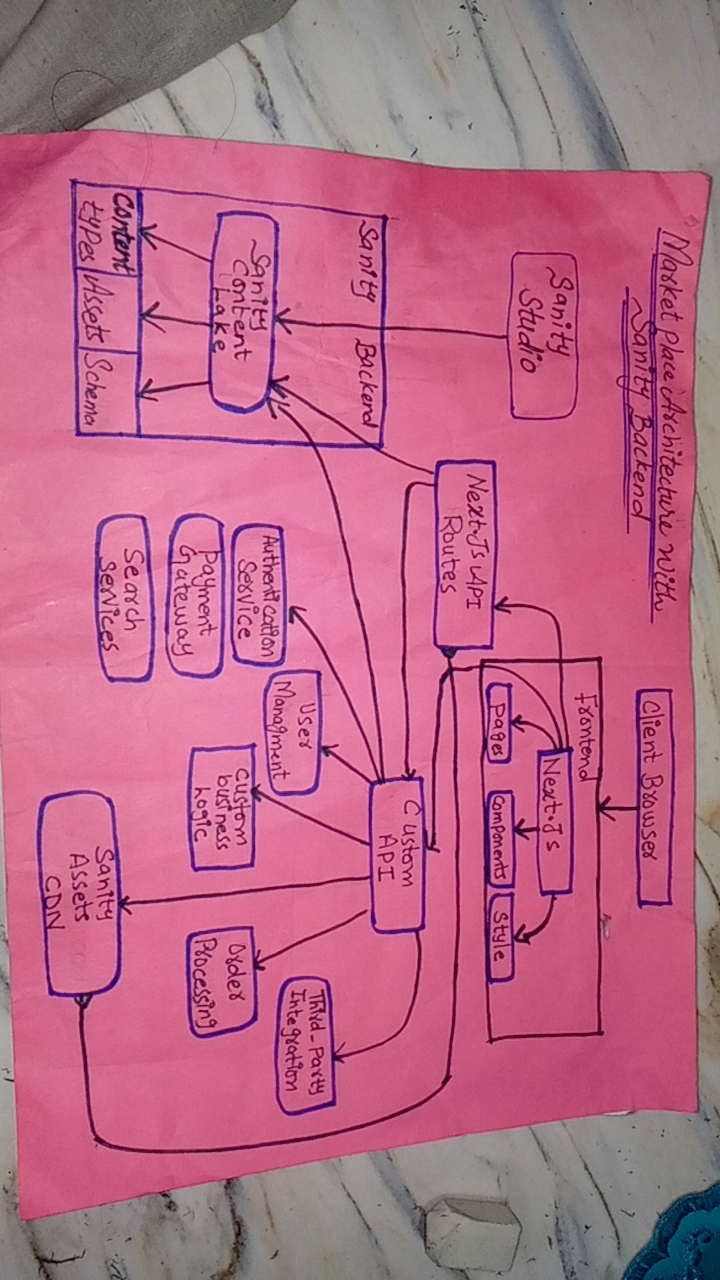 Market place Architecture with
Sanity Backend
Client Browser
Sanity
Studio
Frontend
Next.Js
Pages
Components
Style
Next.Js API
Routes
Sanity Backend
Sanity
Content
Lake
Content
types
Assets
Schema
Custom
API
Authentication
Service
Payment
Gateway
Search
Services
User
Managment
Custom
business
Logic
Order
Processing
Third-Party
Integration
Sanity
Assets
CDN